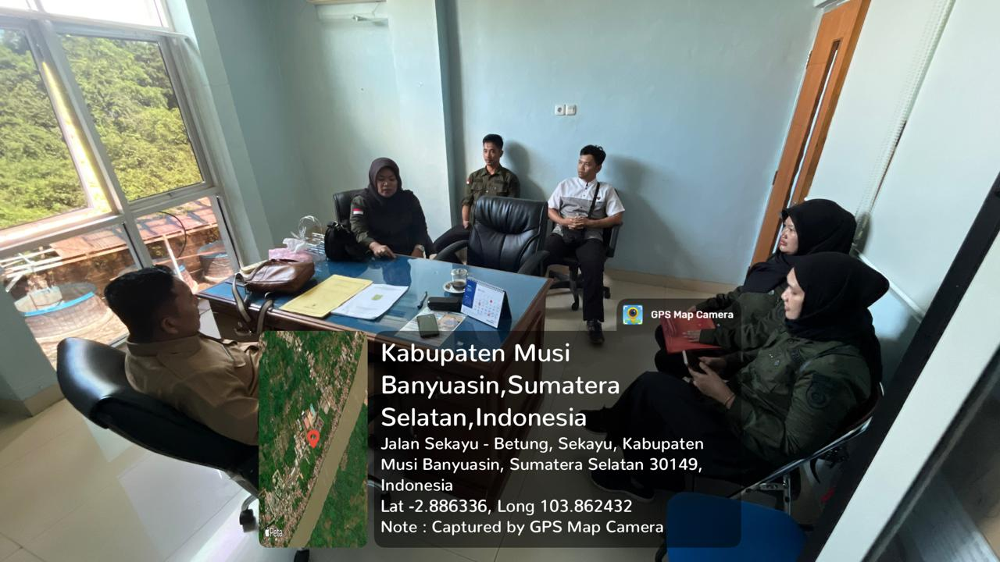 GPS Map Camera
Kabupaten Musi
Banyuasin,Sumatera
Selatan,Indonesia
Jalan Sekayu - Betung, Sekayu, Kabupaten
Musi Banyuasin, Sumatera Selatan 30149,
Indonesia
Lat -2.886336, Long 103.862432
Note : Captured by GPS Map Camera
Peta